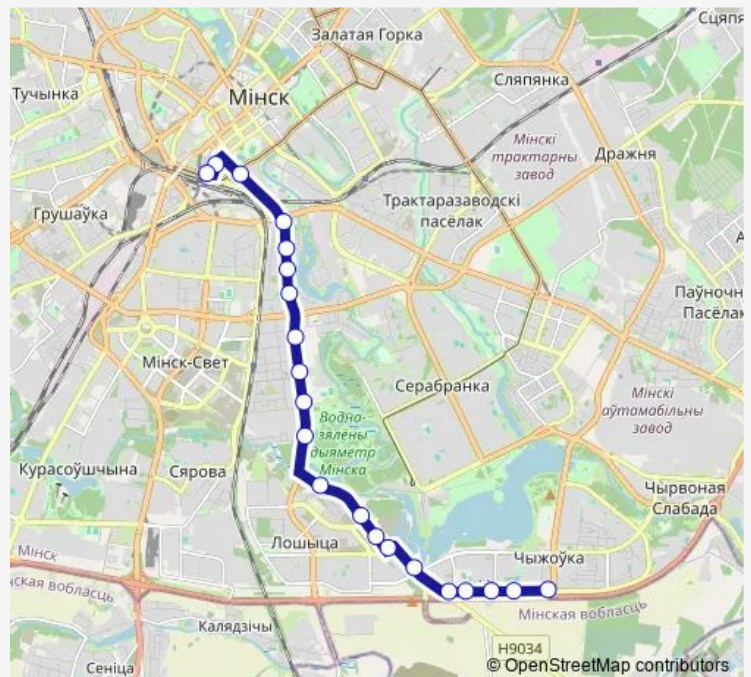 Сцяпя
Залатая Горка
Сляпянка
Тучынка
Мінск
Мінскі
трактарны
завод
Дражня
Трактаразаводскі
пасёлак
Грушаўка
А
Паўночн
Пасёлак
Мінск-Свет
Серабранка
Мінскі
аўтамабільны
завод
Водна-
зялёны
дыяметр
Мінска
Курасоўшчына
Сярова
Чырвоная
Слабада
Лошыца
Чыжоўка
Мінск
нская вобласць
Мінская вобласць
Калядзічы
Н9034
Сеніца
© OpenStreetMap contributors